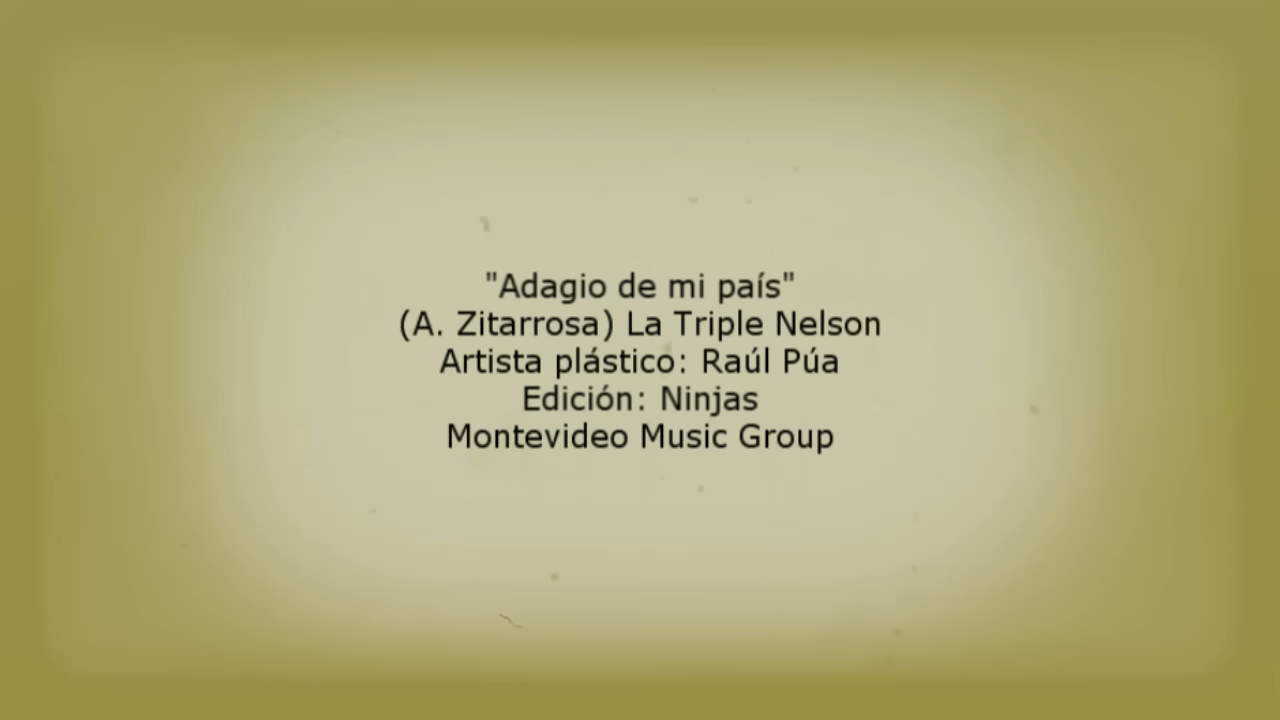 "Adagio de mi país"
(A. Zitarrosa) La Triple Nelson
Artista plástico: Raúl Púa
Edición: Ninjas
Montevideo Music Group